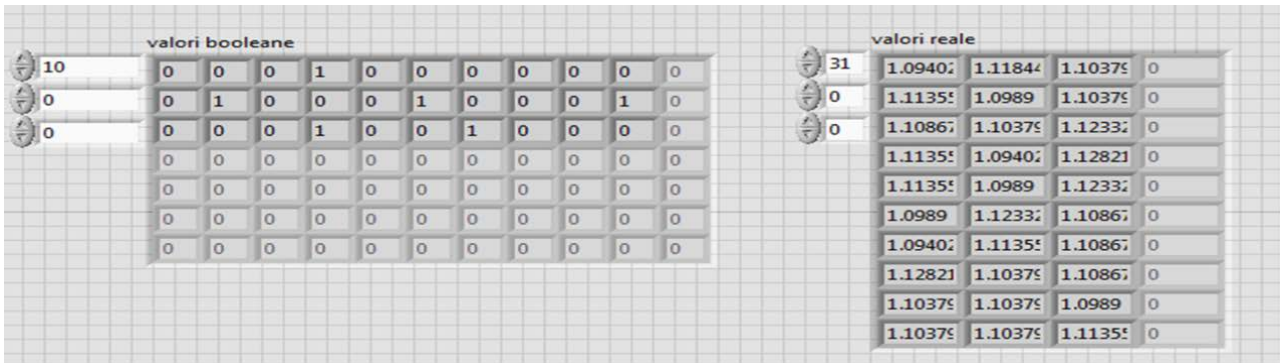 valori booleane
10
0
0
0 0 0 1 0 0 0 0 0 0 0
0 1 0 0 0 1 0 0 0 1 0
0 0 0 1 0 0 1 0 0 0 0
0 0 0 0 0 0 0 0 0 0 0
0 0 0 0 0 0 0 0 0 0 0
0 0 0 0 0 0 0 0 0 0 0
0 0 0 0 0 0 0 0 0 0 0
valori reale
31
0
0
1.09402 1.11844 1.10379 0
1.11355 1.0989 1.10379 0
1.10867 1.10379 1.12332 0
1.11355 1.09402 1.12821 0
1.11355 1.0989 1.12332 0
1.0989 1.12332 1.10867 0
1.09402 1.11355 1.10867 0
1.12821 1.10379 1.10867 0
1.10379 1.10379 1.0989 0
1.10379 1.10379 1.11355 0